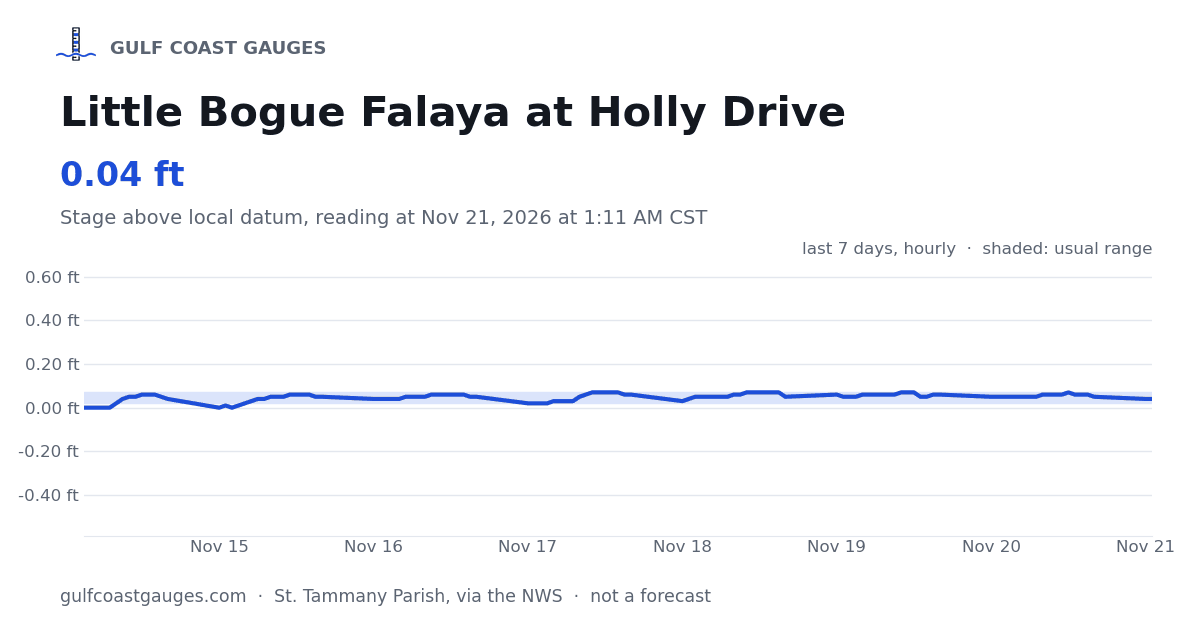 GULF COAST GAUGES
Little Bogue Falaya at Holly Drive
0.04 ft
Stage above local datum, reading at Nov 21, 2026 at 1:11 AM CST
last 7 days, hourly · shaded: usual range
0.60 ft
0.40 ft
0.20 ft
0.00 ft
-0.20 ft
-0.40 ft
Nov 15 Nov 16 Nov 17 Nov 18 Nov 19 Nov 20 Nov 21
gulfcoastgauges.com · St. Tammany Parish, via the NWS · not a forecast